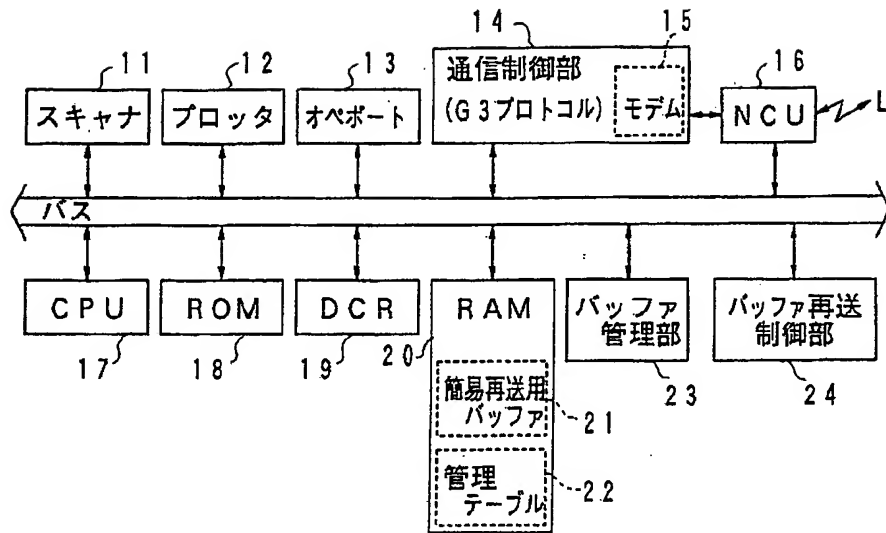 11
12
13
14
15
16
スキャナ
プロッタ
オペポート
通信制御部
(G3プロトコル)
モデム
NCU
L
バス
CPU
ROM
DCR
RAM
バッファ
管理部
バッファ再送
制御部
17
18
19
20
23
24
簡易再送用
バッファ
21
管理
テーブル
22